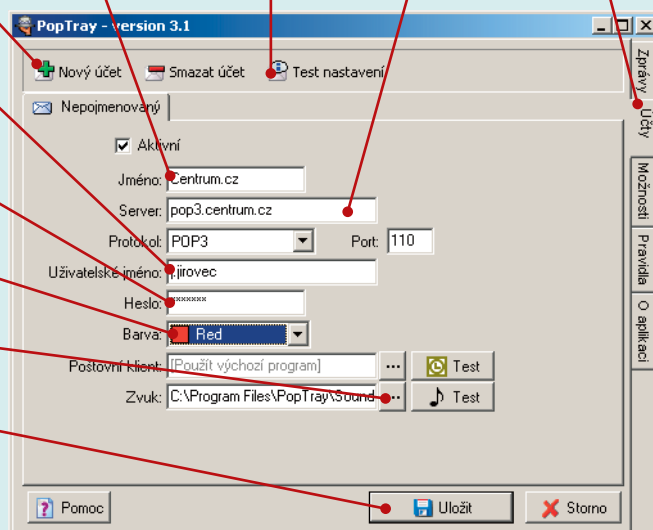 PopTray - version 3.1
Nový účet Smazat účet Test nastavení
Nepojmenovaný
Aktivní
Jméno: Centrum.cz
Server: pop3.centrum.cz
Protokol: POP3 Port: 110
Uživatelské jméno: j.jirovec
Heslo: *******
Barva: Red
Poštovní klient: [Použít výchozí program] ... Test
Zvuk: C:\Program Files\PopTray\Sound ... Test
Pomoc Uložit Storno
Zprávy
Účty
Možnosti
Pravidla
O aplikaci